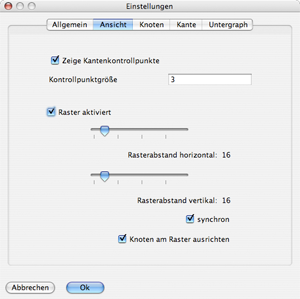 Einstellungen
Allgemein Ansicht Knoten Kante Untergraph
Zeige Kantenkontrollpunkte
Kontrollpunktgröße 3
Raster aktiviert
Rasterabstand horizontal: 16
Rasterabstand vertikal: 16
synchron
Knoten am Raster ausrichten
Abbrechen Ok